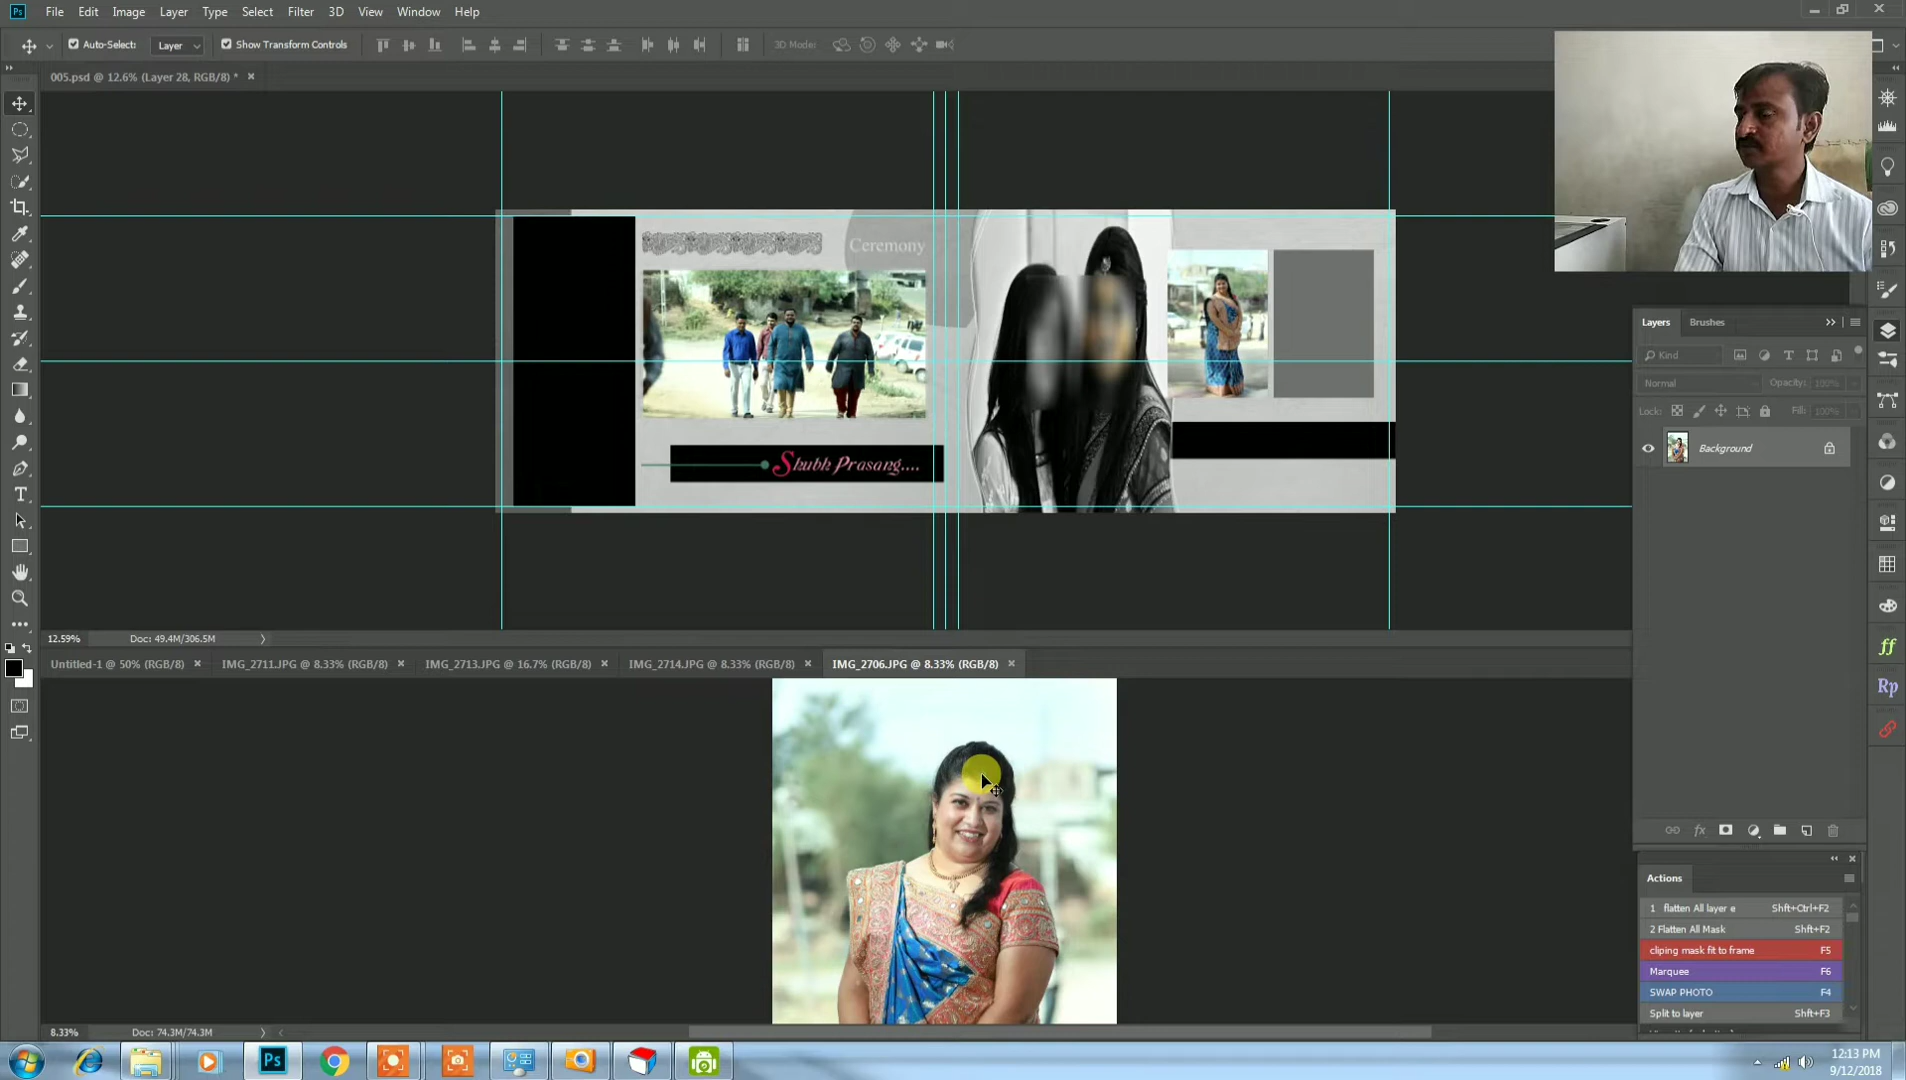 Ps File Edit Image Layer Type Select Filter 3D View Window Help
Auto-Select: Layer Show Transform Controls 3D Mode:
005.psd @ 12.6% (Layer 28, RGB/8) * ×
Ceremony
Shubh Prasang....
Layers Brushes
Kind
Normal Opacity: 100%
Lock: Fill: 100%
Background
12.59% Doc: 49.4M/306.5M
Untitled-1 @ 50% (RGB/8) × IMG_2711.JPG @ 8.33% (RGB/8) × IMG_2713.JPG @ 16.7% (RGB/8) × IMG_2714.JPG @ 8.33% (RGB/8) × IMG_2706.JPG @ 8.33% (RGB/8) ×
ff
Rp
fx
Actions
1 flatten All layer e Shft+Ctrl+F2
2 Flatten All Mask Shft+F2
cliping mask fit to frame F5
Marquee F6
SWAP PHOTO F4
Split to layer Shft+F3
8.33% Doc: 74.3M/74.3M
Ps
12:13 PM
9/12/2018